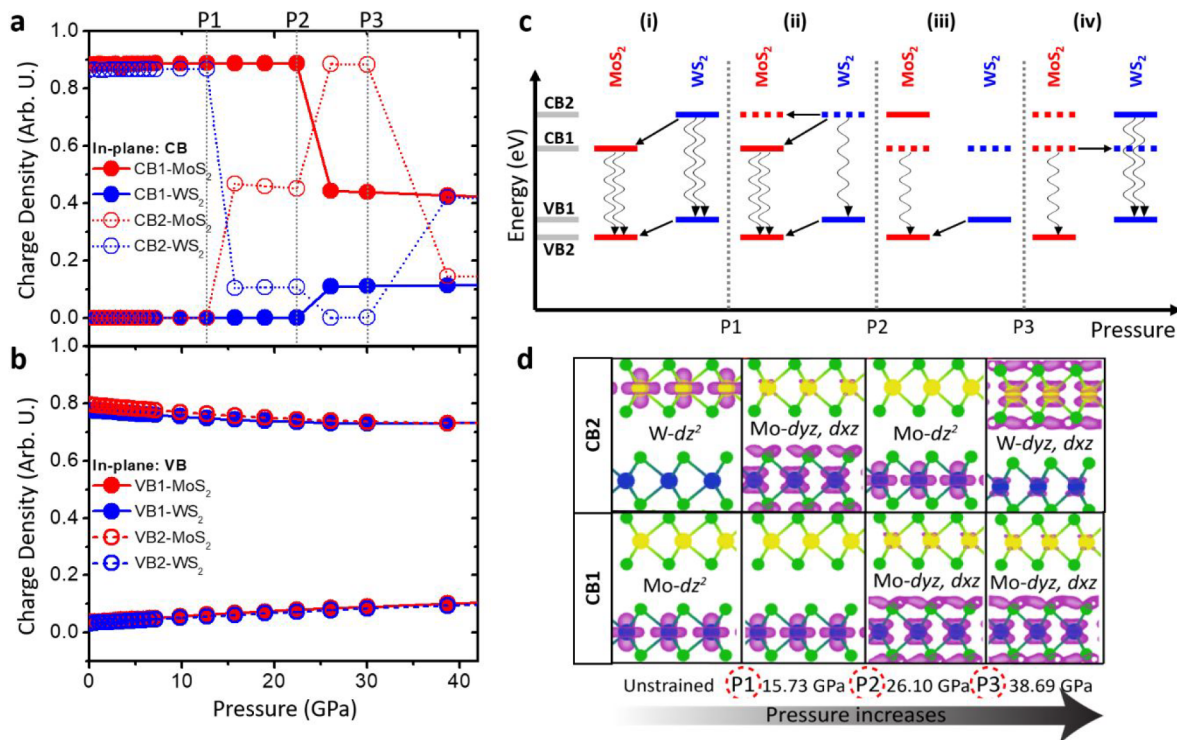 a
P1 P2 P3
1.0
0.8
0.6
0.4
0.2
0.0
Charge Density (Arb. U.)
In-plane: CB
CB1-MoS₂
CB1-WS₂
CB2-MoS₂
CB2-WS₂
b
1.0
0.8
0.6
0.4
0.2
0.0
Charge Density (Arb. U.)
In-plane: VB
VB1-MoS₂
VB1-WS₂
VB2-MoS₂
VB2-WS₂
0 10 20 30 40
Pressure (GPa)
c
(i) (ii) (iii) (iv)
MoS₂ WS₂ MoS₂ WS₂ MoS₂ WS₂ MoS₂ WS₂
Energy (eV)
CB2
CB1
VB1
VB2
P1 P2 P3 Pressure
d
CB2
W-dz² Mo-dyz, dxz Mo-dz² W-dyz, dxz
CB1
Mo-dz² Mo-dyz, dxz Mo-dyz, dxz
Unstrained P1 15.73 GPa P2 26.10 GPa P3 38.69 GPa
Pressure increases